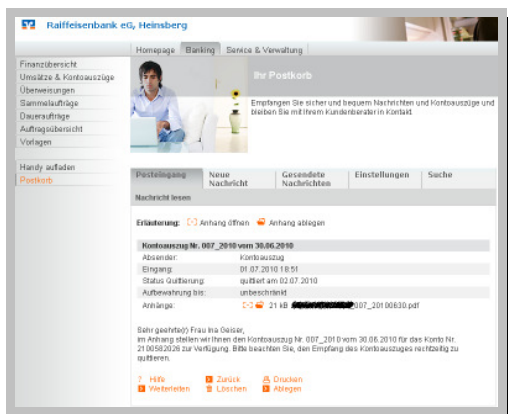 Raiffeisenbank eG, Heinsberg
Homepage Banking Service & Verwaltung
Finanzübersicht
Umsätze & Kontoauszüge
Überweisungen
Sammelaufträge
Daueraufträge
Auftragsübersicht
Vorlagen
Handy aufladen
Postkorb
Ihr Postkorb
Empfangen Sie sicher und bequem Nachrichten und Kontoauszüge und
bleiben Sie mit Ihrem Kundenberater in Kontakt.
Posteingang Neue Nachricht Gesendete Nachrichten Einstellungen Suche
Nachricht lesen
Erläuterung: Anhang öffnen Anhang ablegen
Kontoauszug Nr. 007_2010 vom 30.06.2010
Absender: Kontoauszug
Eingang: 01.07.2010 18:51
Status Quittierung: quittiert am 02.07.2010
Aufbewahrung bis: unbeschränkt
Anhänge: 21 kB 007_20100630.pdf
Sehr geehrte(r) Frau Ina Geiser,
im Anhang stellen wir Ihnen den Kontoauszug Nr. 007_2010 vom 30.06.2010 für das Konto Nr.
2100582026 zur Verfügung. Bitte beachten Sie, den Empfang des Kontoauszuges rechtzeitig zu
quittieren.
? Hilfe Zurück Drucken
Weiterleiten Löschen Ablegen